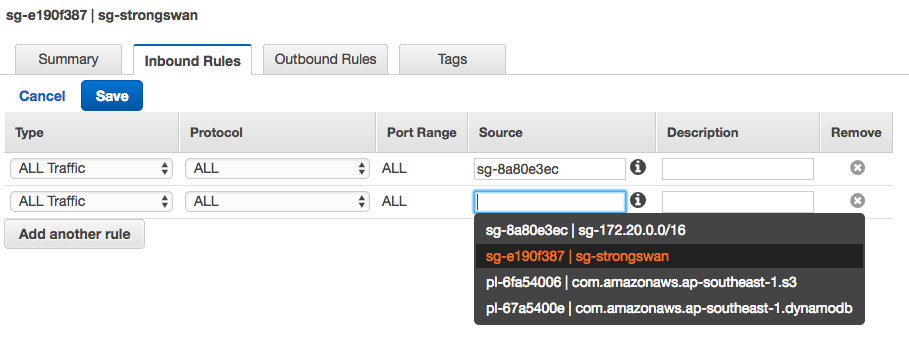 sg-e190f387 | sg-strongswan
Summary Inbound Rules Outbound Rules Tags
Cancel Save
Type Protocol Port Range Source Description Remove
ALL Traffic ALL ALL sg-8a80e3ec
ALL Traffic ALL ALL
Add another rule
sg-8a80e3ec | sg-172.20.0.0/16
sg-e190f387 | sg-strongswan
pl-6fa54006 | com.amazonaws.ap-southeast-1.s3
pl-67a5400e | com.amazonaws.ap-southeast-1.dynamodb